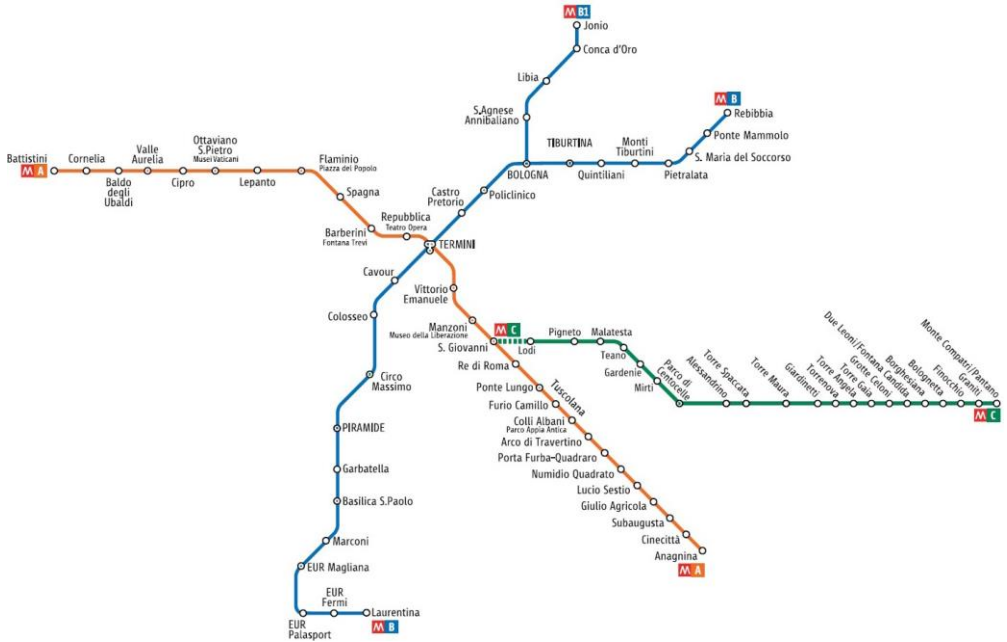 M B1
Jonio
Conca d'Oro
Libia
S.Agnese
Annibaliano
M B
Rebibbia
Ponte Mammolo
S. Maria del Soccorso
TIBURTINA
Monti
Tiburtini
BOLOGNA
Quintiliani
Pietralata
Battistini
M A
Cornelia
Baldo
degli
Ubaldi
Valle
Aurelia
Cipro
Ottaviano
S.Pietro
Musei Vaticani
Lepanto
Flaminio
Piazza del Popolo
Spagna
Barberini
Fontana Trevi
Repubblica
Teatro Opera
Castro
Pretorio
Policlinico
TERMINI
Cavour
Colosseo
Circo
Massimo
PIRAMIDE
Garbatella
Basilica S.Paolo
Marconi
EUR Magliana
EUR
Palasport
EUR
Fermi
Laurentina
M B
Vittorio
Emanuele
Manzoni
Museo della Liberazione
S. Giovanni
M C
Lodi
Pigneto
Malatesta
Teano
Gardenie
Mirti
Parco di
Centocelle
Alessandrino
Torre Spaccata
Torre Maura
Giardinetti
Torrenova
Torre Angela
Torre Gaia
Grotte Celoni
Due Leoni/Fontana Candida
Borghesiana
Bolognetta
Finocchio
Graniti
Monte Compatri/Pantano
M C
Re di Roma
Ponte Lungo
Tuscolana
Furio Camillo
Colli Albani
Parco Appia Antica
Arco di Travertino
Porta Furba-Quadraro
Numidio Quadrato
Lucio Sestio
Giulio Agricola
Subaugusta
Cinecittà
Anagnina
M A